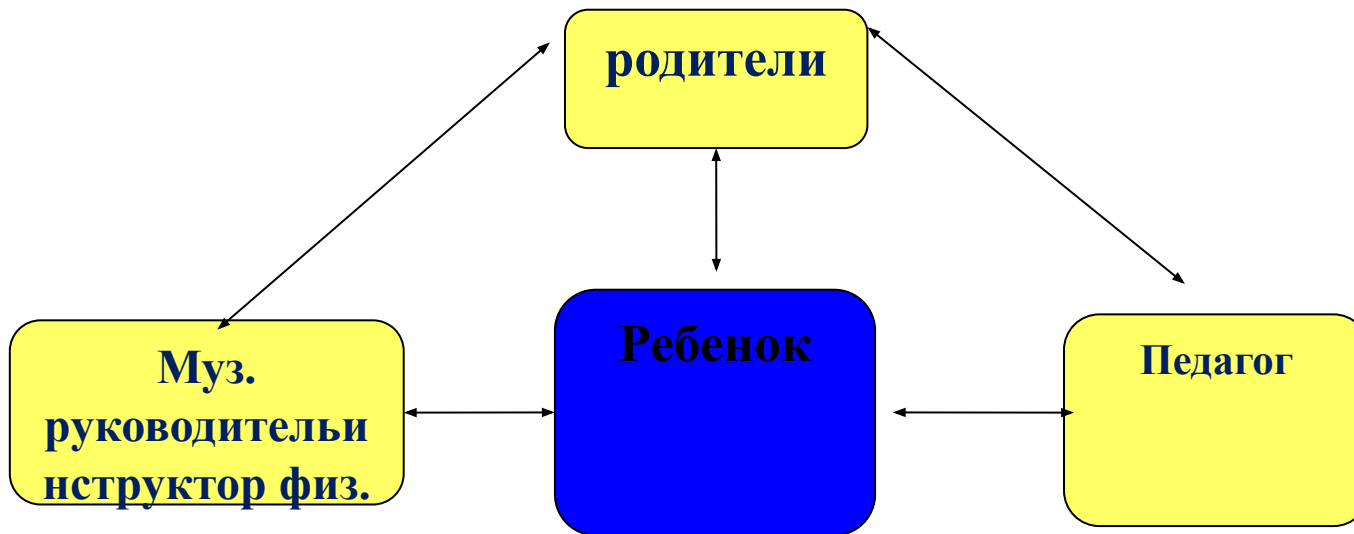 родители
Ребенок
Муз.
руководительи
нструктор физ.
Педагог